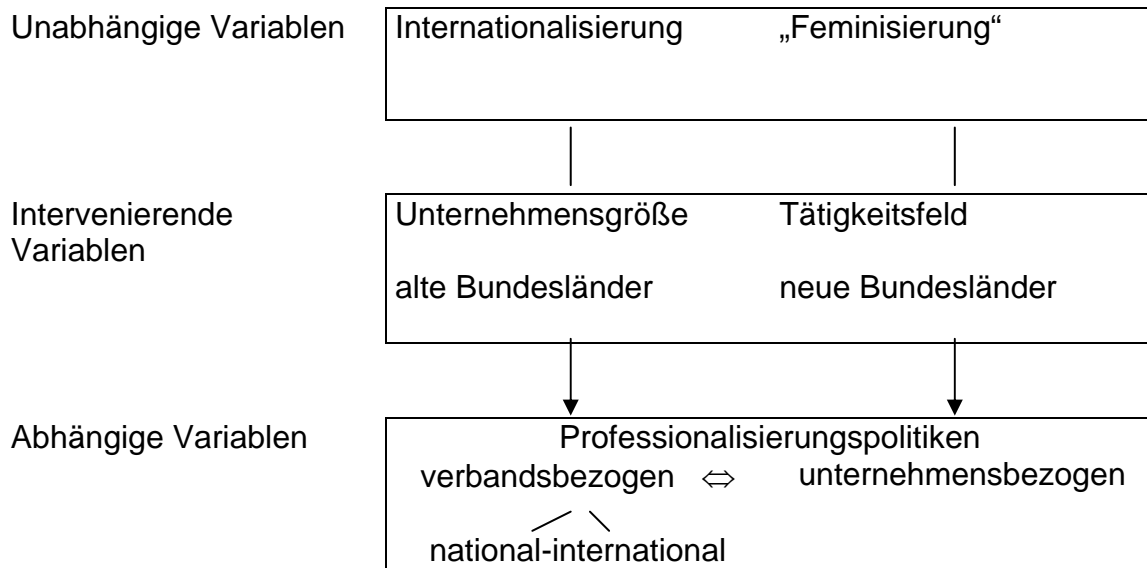 Unabhängige Variablen Internationalisierung „Feminisierung“
Intervenierende Unternehmensgröße Tätigkeitsfeld
Variablen
alte Bundesländer neue Bundesländer
Abhängige Variablen Professionalisierungspolitiken
verbandsbezogen ⇔ unternehmensbezogen
national-international